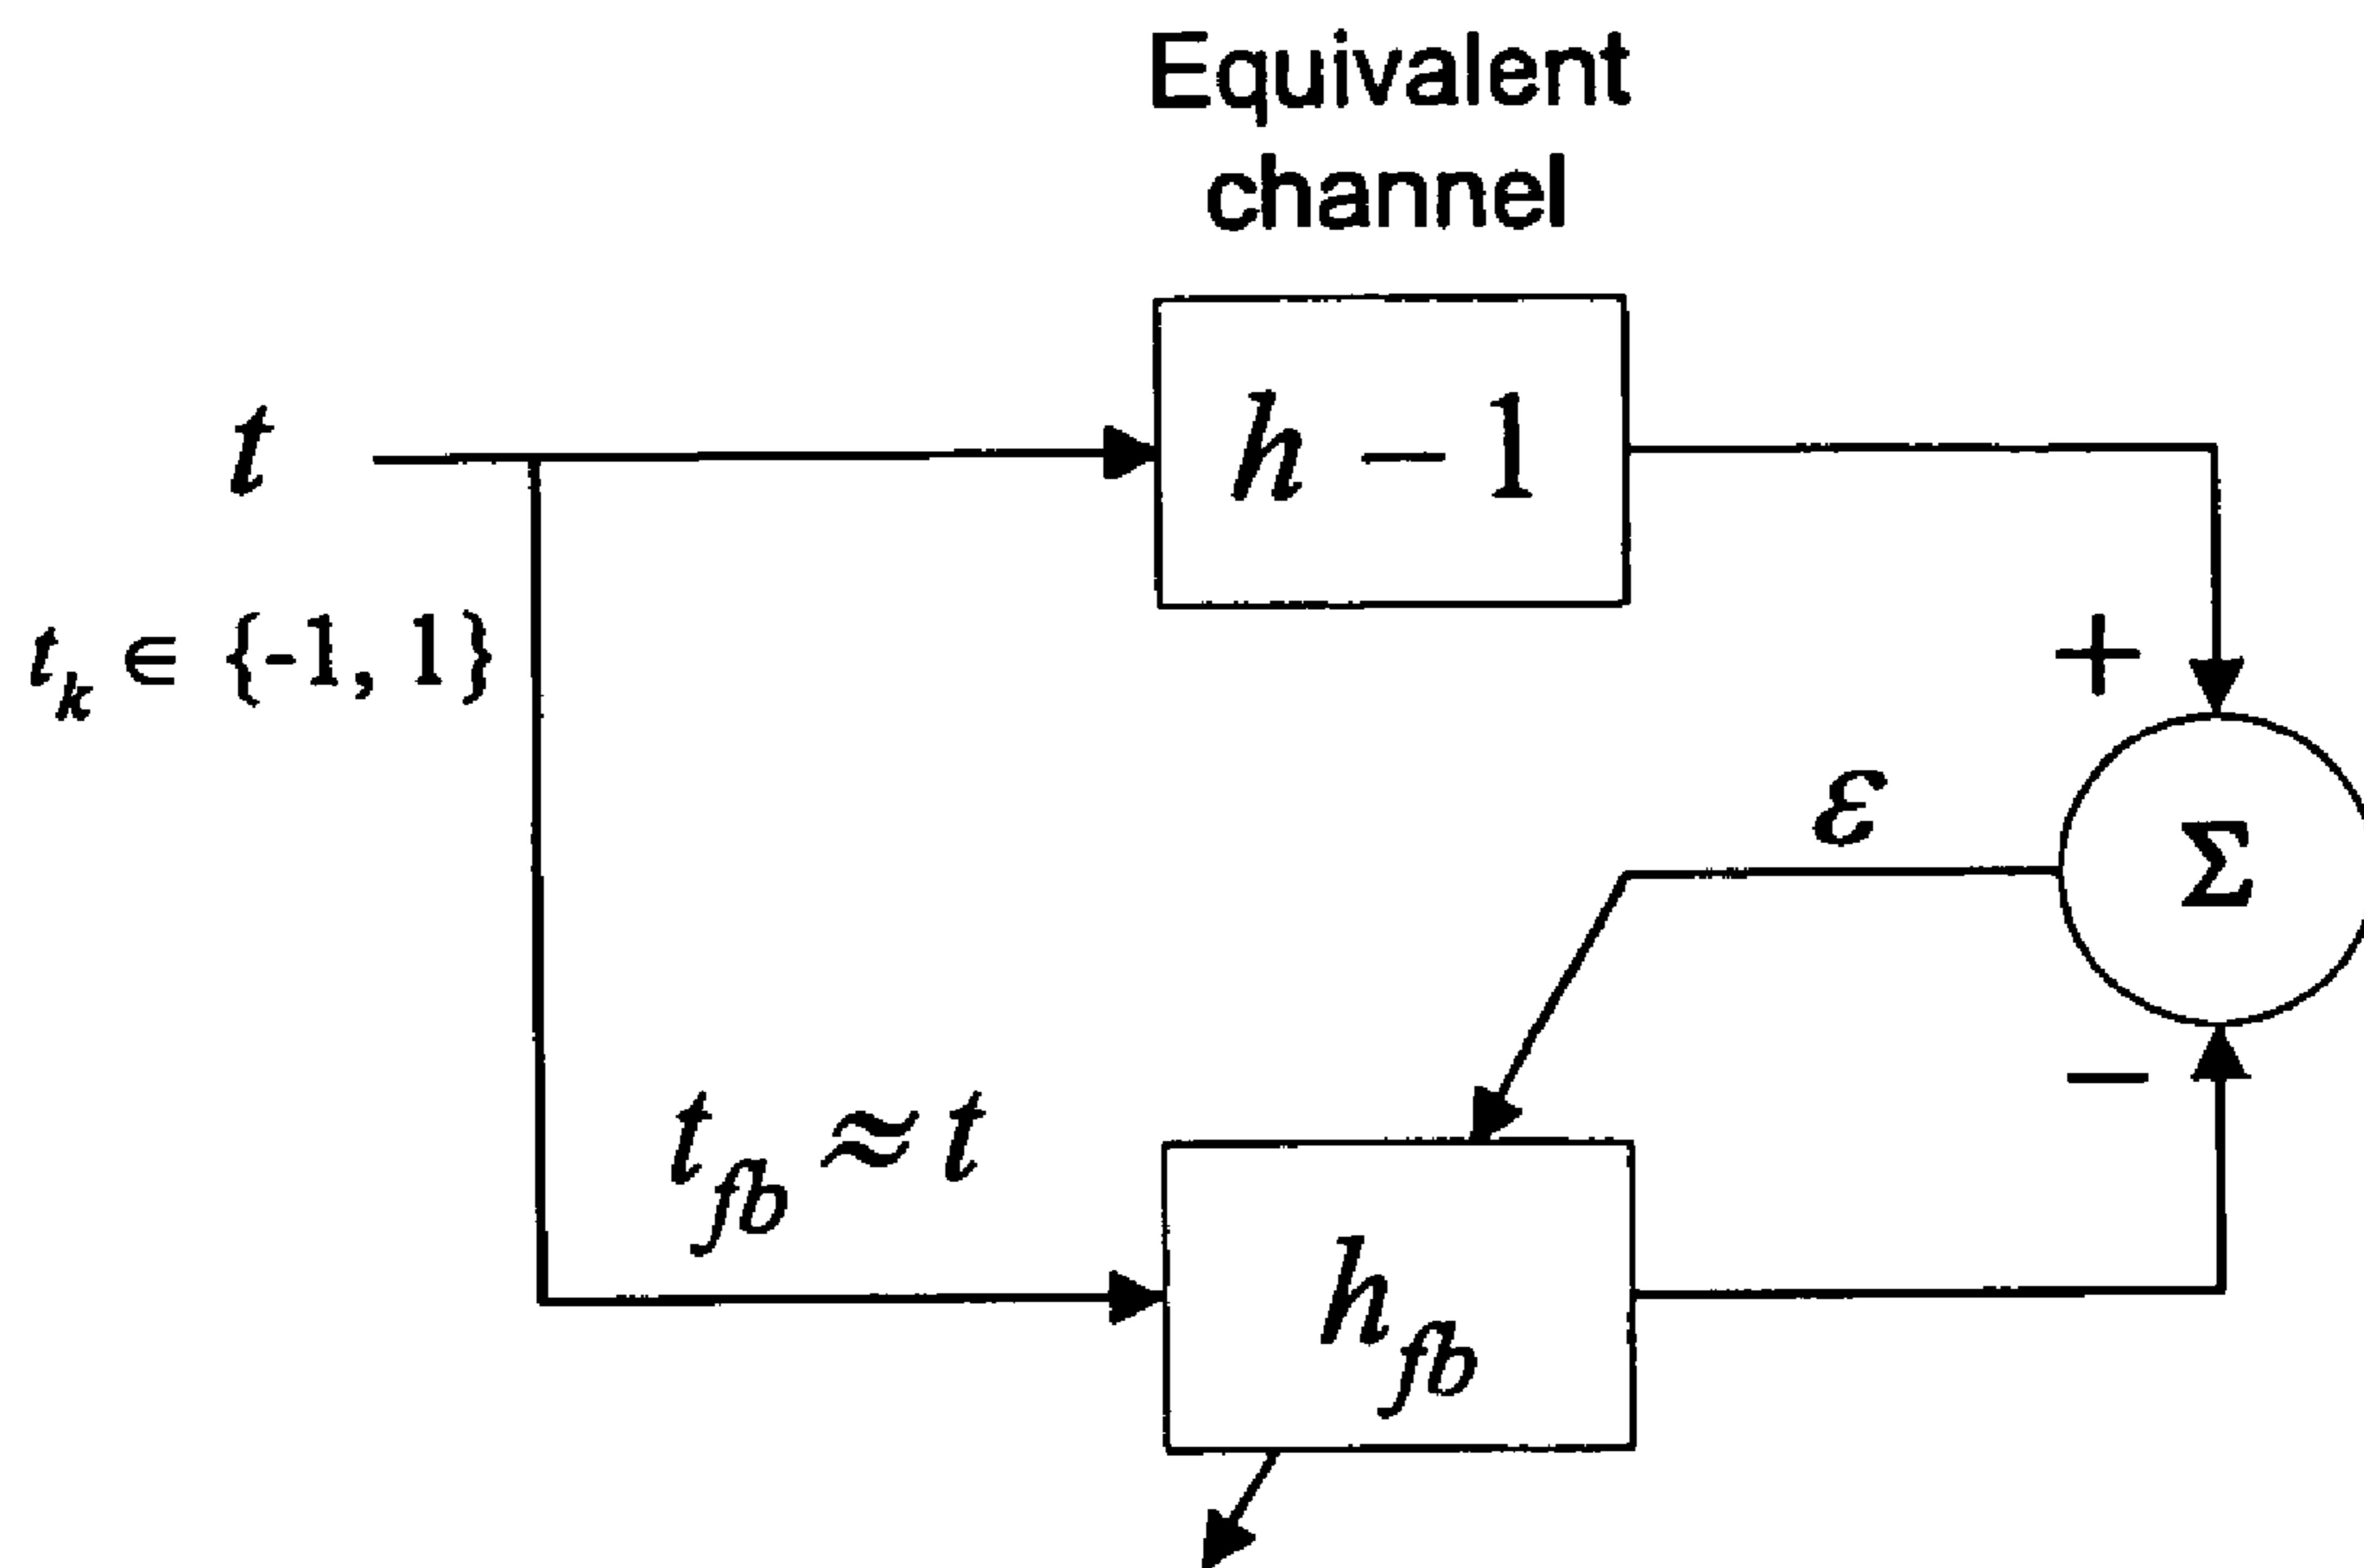 Equivalent
channel
t
h − 1
t_k ∈ {-1, 1}
+
ε
Σ
t_fb ≈ t
−
h_fb